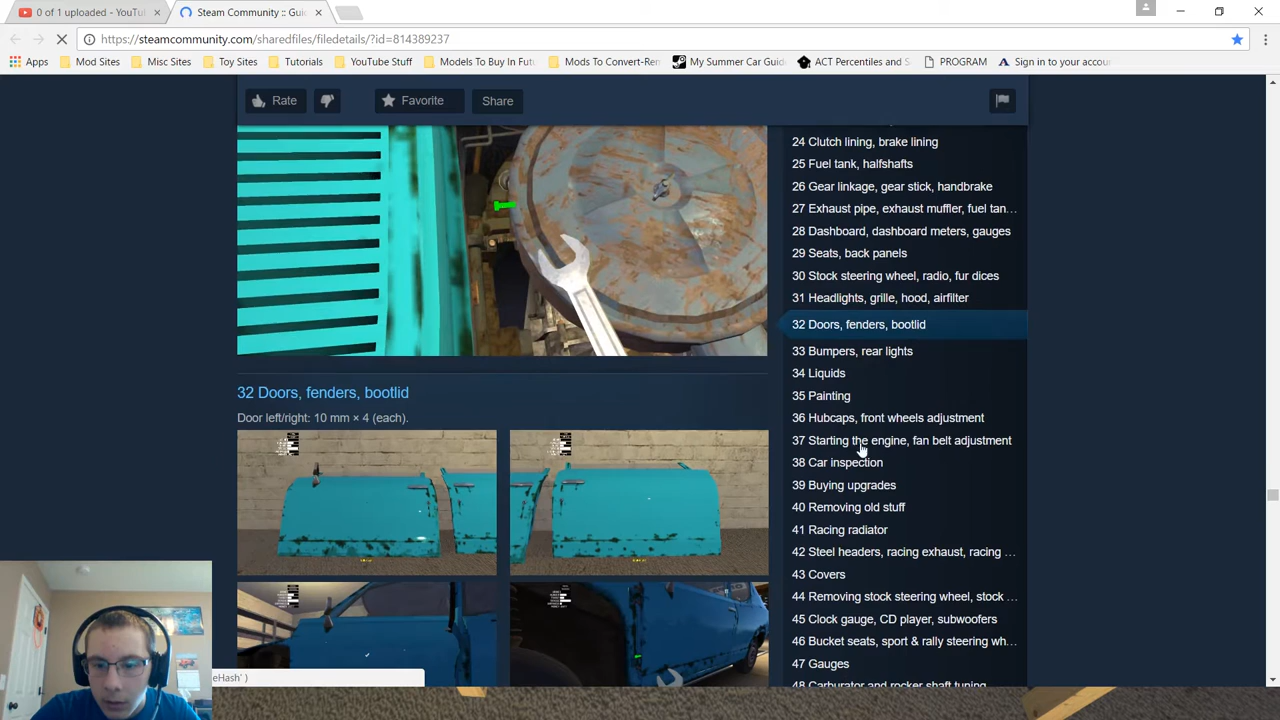 0 of 1 uploaded - YouTu
Steam Community :: Guid
https://steamcommunity.com/sharedfiles/filedetails/?id=814389237
Apps
Mod Sites
Misc Sites
Toy Sites
Tutorials
YouTube Stuff
Models To Buy In Futu
Mods To Convert-Ren
My Summer Car Guide
ACT Percentiles and S
PROGRAM
Sign in to your accou
Rate
Favorite
Share
24 Clutch lining, brake lining
25 Fuel tank, halfshafts
26 Gear linkage, gear stick, handbrake
27 Exhaust pipe, exhaust muffler, fuel tan...
28 Dashboard, dashboard meters, gauges
29 Seats, back panels
30 Stock steering wheel, radio, fur dices
31 Headlights, grille, hood, airfilter
32 Doors, fenders, bootlid
33 Bumpers, rear lights
34 Liquids
35 Painting
36 Hubcaps, front wheels adjustment
37 Starting the engine, fan belt adjustment
38 Car inspection
39 Buying upgrades
40 Removing old stuff
41 Racing radiator
42 Steel headers, racing exhaust, racing ...
43 Covers
44 Removing stock steering wheel, stock ...
45 Clock gauge, CD player, subwoofers
46 Bucket seats, sport & rally steering wh...
47 Gauges
48 Carburator and rocker shaft tuning
32 Doors, fenders, bootlid
Door left/right: 10 mm × 4 (each).
eHash' )